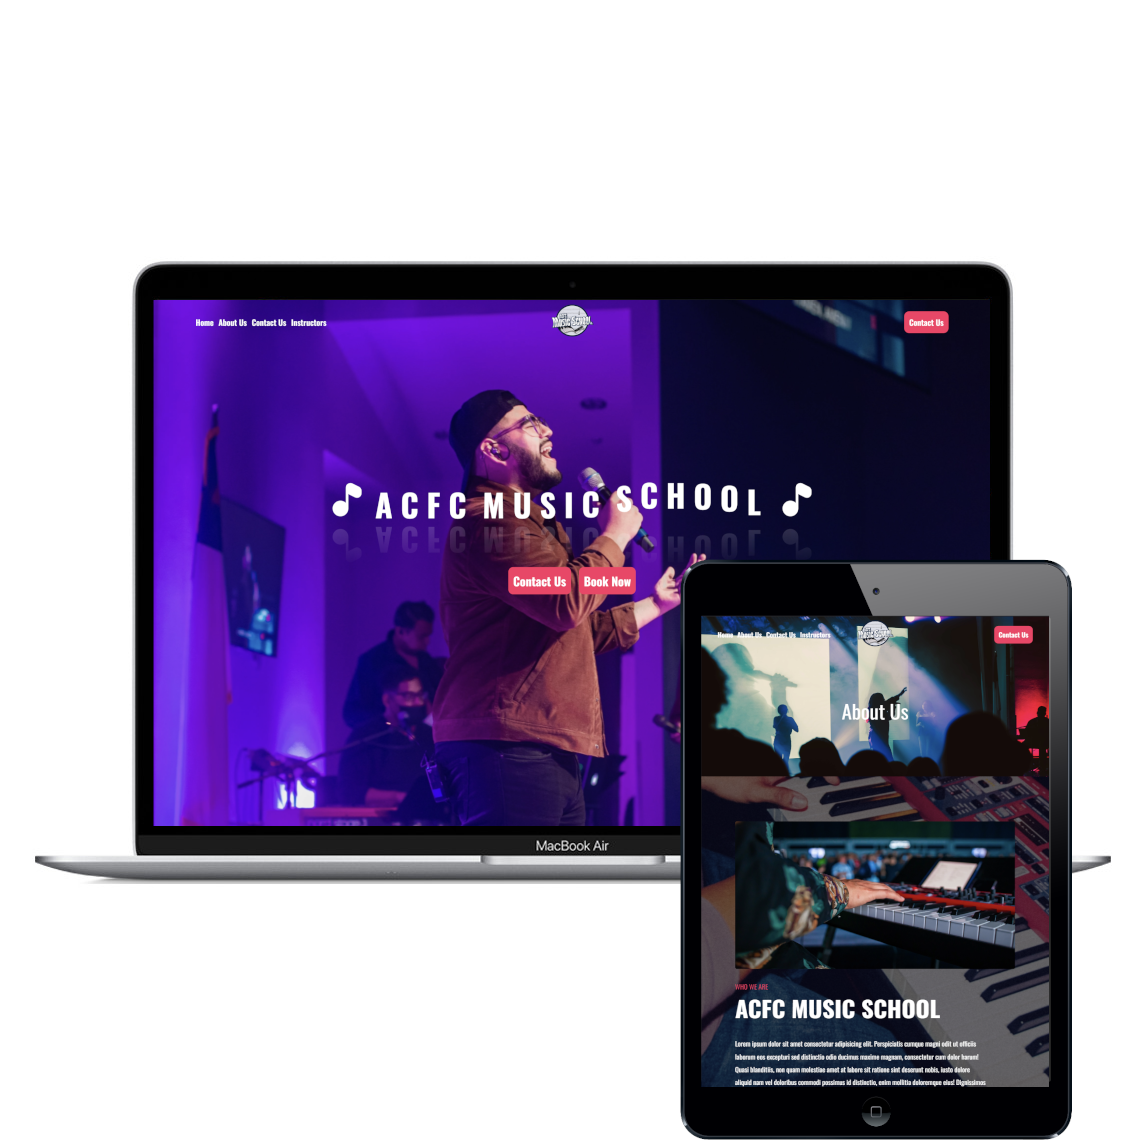 Home About Us Contact Us Instructors
Music School
Contact Us
ACFC MUSIC SCHOOL
Contact Us
Book Now
MacBook Air
Home About Us Contact Us Instructors
Music School
Contact Us
About Us
WHO WE ARE
ACFC MUSIC SCHOOL
Lorem ipsum dolor sit amet consectetur adipisicing elit. Perspiciatis cumque magni odit ut officiis
laborum eos excepturi sed distinctio odio ducimus maxime magnam, consectetur cum dolor harum!
Quasi blanditiis, non quam molestiae amet at labore sit ratione sint deserunt nobis, iusto dolore
aliquid nam vel doloribus commodi possimus id distinctio, enim mollitia doloremque eius! Dignissimos